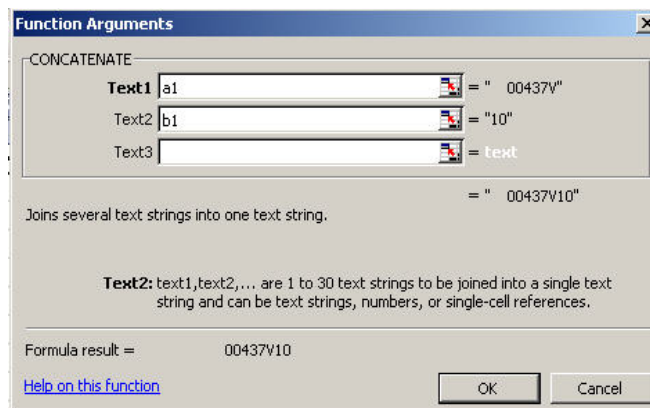 Function Arguments
CONCATENATE
Text1 a1 = "   00437V"
Text2 b1 = "10"
Text3 = text
= "   00437V10"
Joins several text strings into one text string.
Text2: text1,text2,... are 1 to 30 text strings to be joined into a single text
string and can be text strings, numbers, or single-cell references.
Formula result = 00437V10
Help on this function
OK Cancel